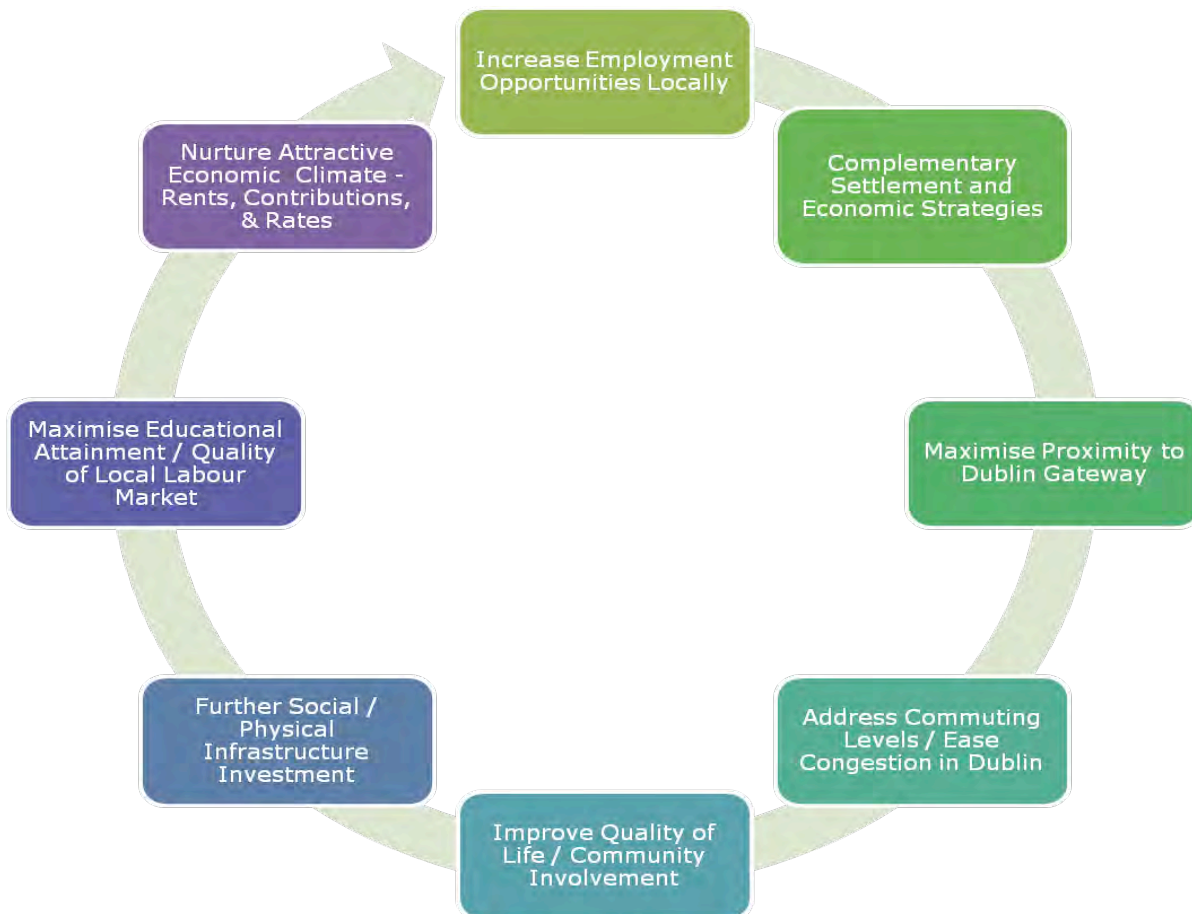 Increase Employment
Opportunities Locally
Complementary
Settlement and
Economic Strategies
Maximise Proximity to
Dublin Gateway
Address Commuting
Levels / Ease
Congestion in Dublin
Improve Quality of
Life / Community
Involvement
Further Social /
Physical
Infrastructure
Investment
Maximise Educational
Attainment / Quality
of Local Labour
Market
Nurture Attractive
Economic Climate -
Rents, Contributions,
& Rates